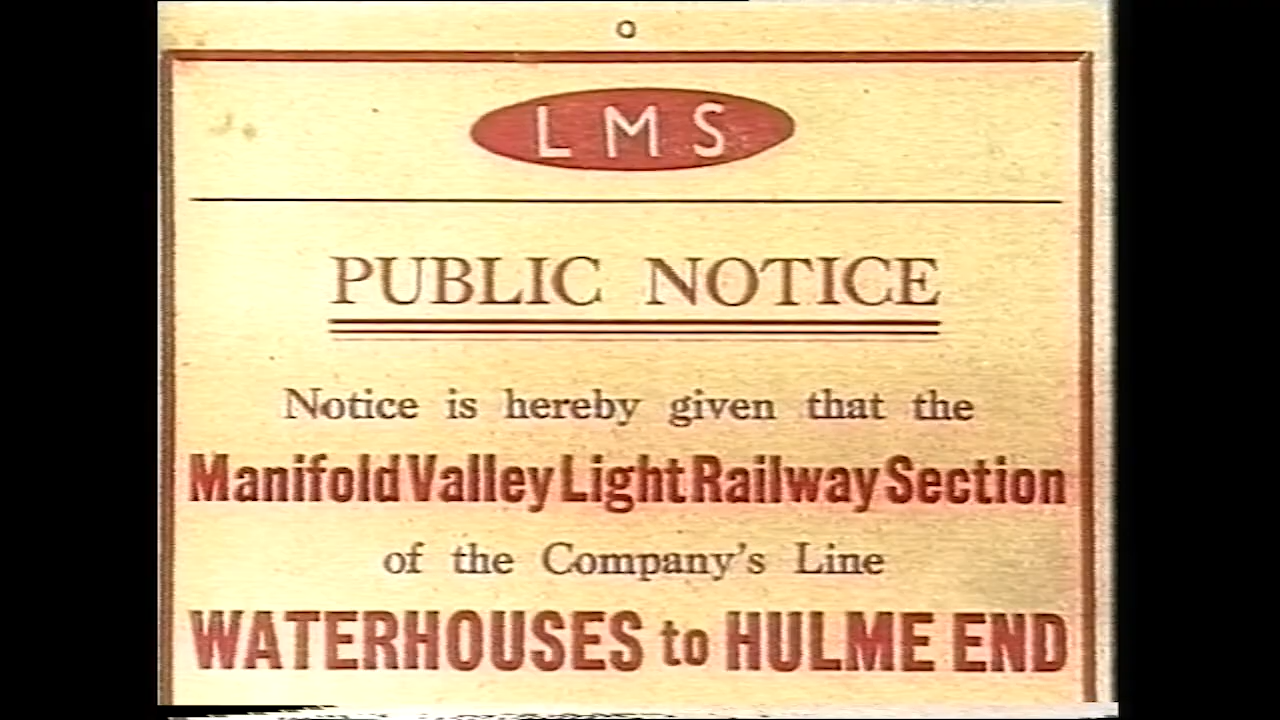 LMS
PUBLIC NOTICE
Notice is hereby given that the
Manifold Valley Light Railway Section
of the Company's Line
WATERHOUSES to HULME END